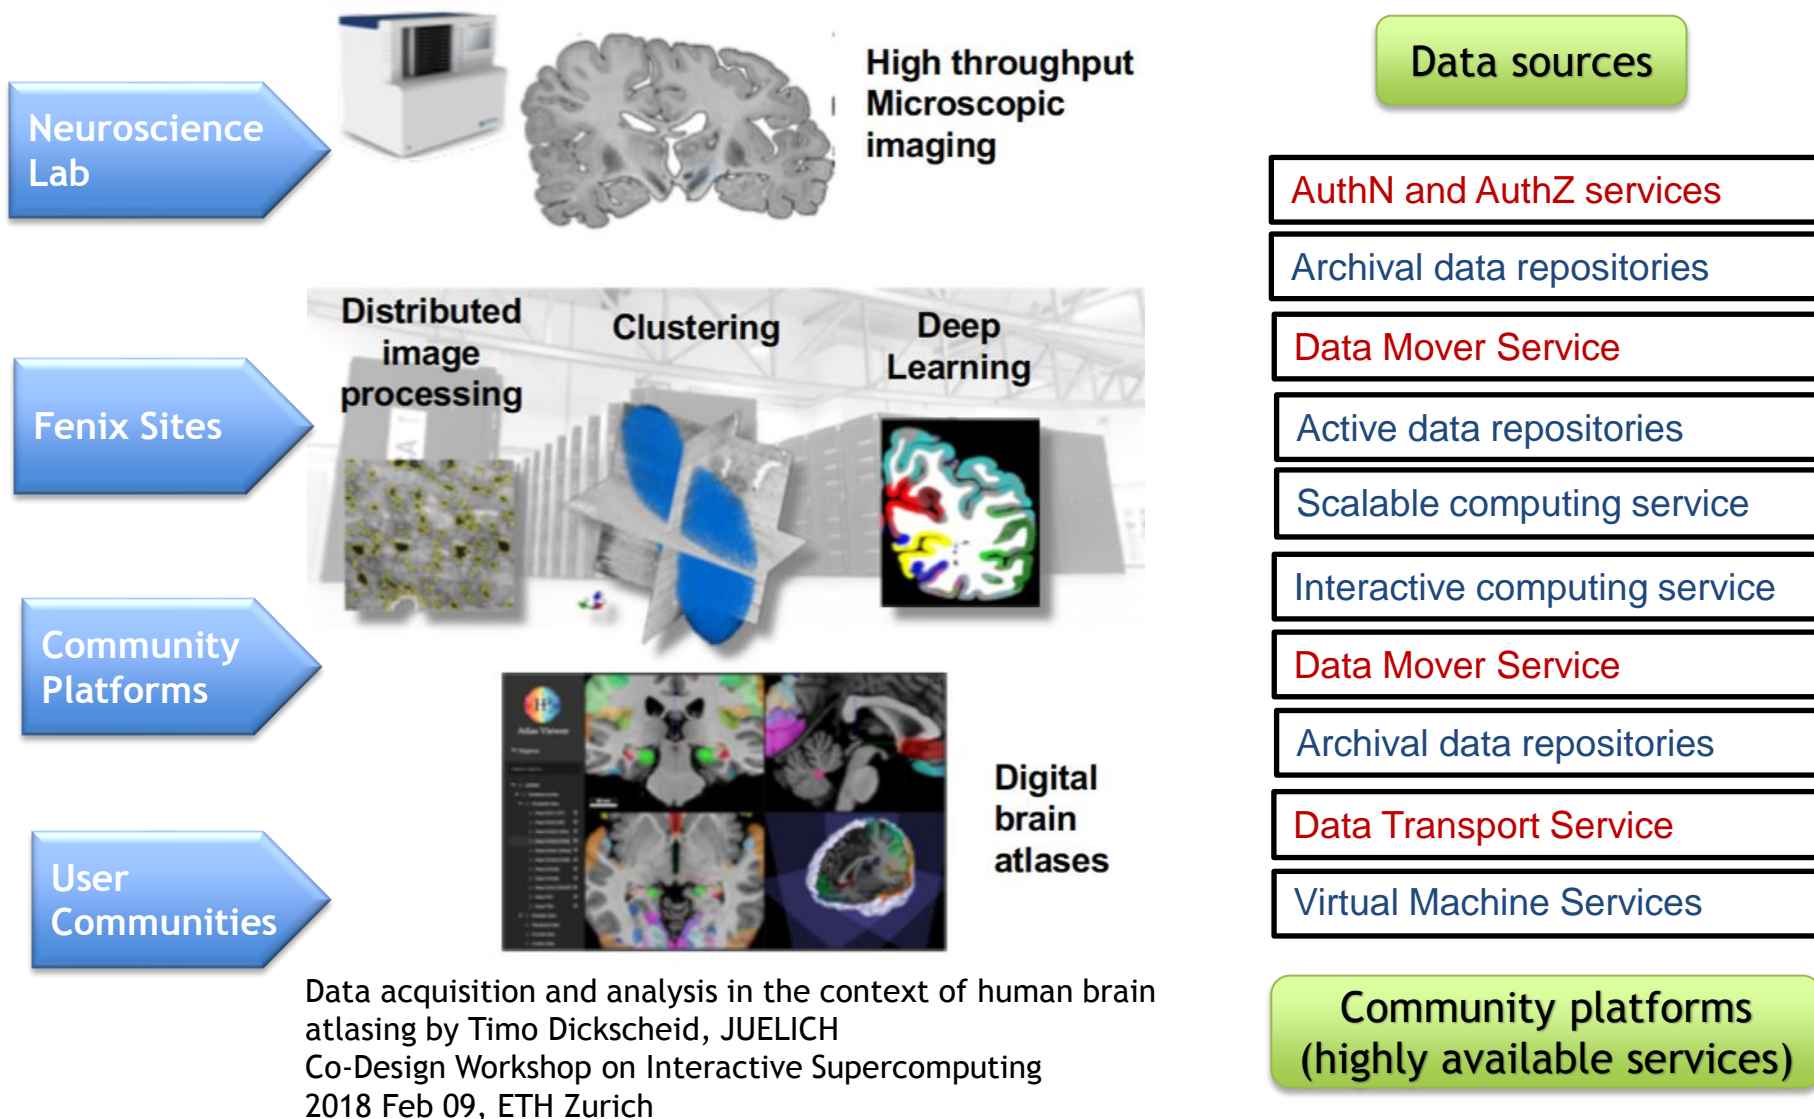 Neuroscience
Lab
High throughput
Microscopic
imaging
Fenix Sites
Distributed
image
processing
Clustering
Deep
Learning
Community
Platforms
Atlas Viewer
Digital
brain
atlases
User
Communities
Data acquisition and analysis in the context of human brain
atlasing by Timo Dickscheid, JUELICH
Co-Design Workshop on Interactive Supercomputing
2018 Feb 09, ETH Zurich
Data sources
AuthN and AuthZ services
Archival data repositories
Data Mover Service
Active data repositories
Scalable computing service
Interactive computing service
Data Mover Service
Archival data repositories
Data Transport Service
Virtual Machine Services
Community platforms
(highly available services)